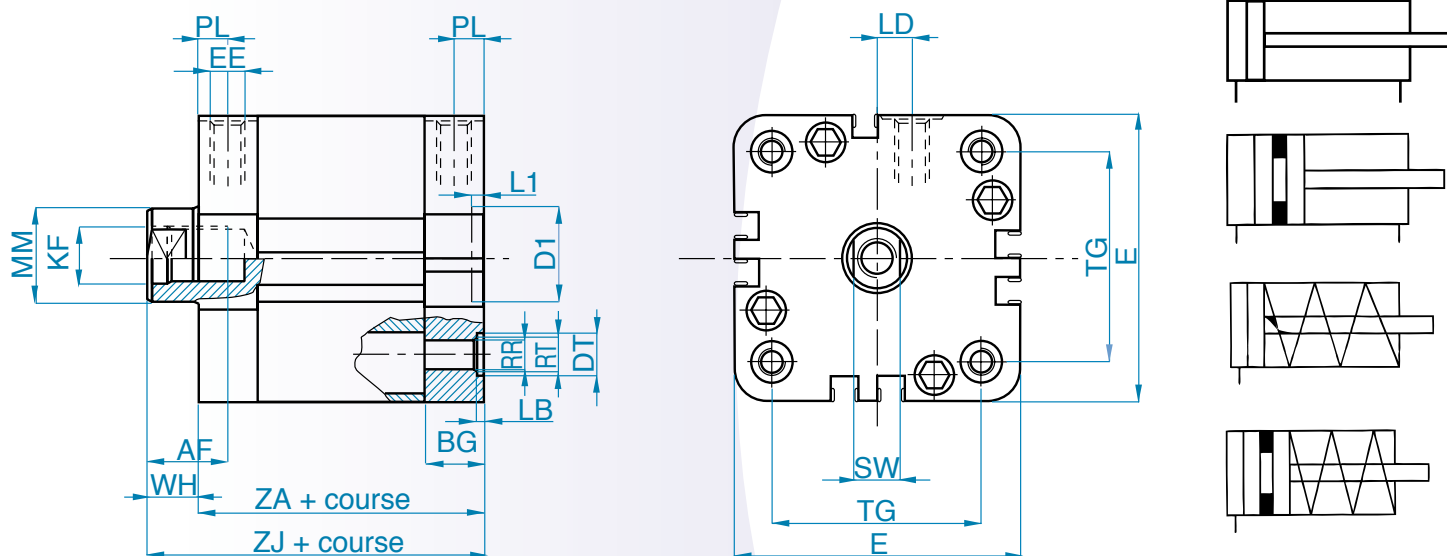 PL
PL
LD
EE
L1
MM
KF
D1
TG
E
RR
RT
DT
LB
BG
AF
WH
SW
ZA + course
TG
ZJ + course
E